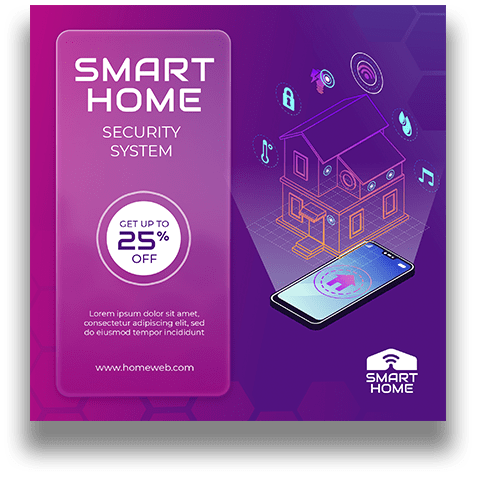 SMART
HOME
SECURITY
SYSTEM
GET UP TO
25%
OFF
Lorem ipsum dolor sit amet,
consectetur adipiscing elit, sed
do eiusmod tempor incididunt
www.homeweb.com
SMART
HOME